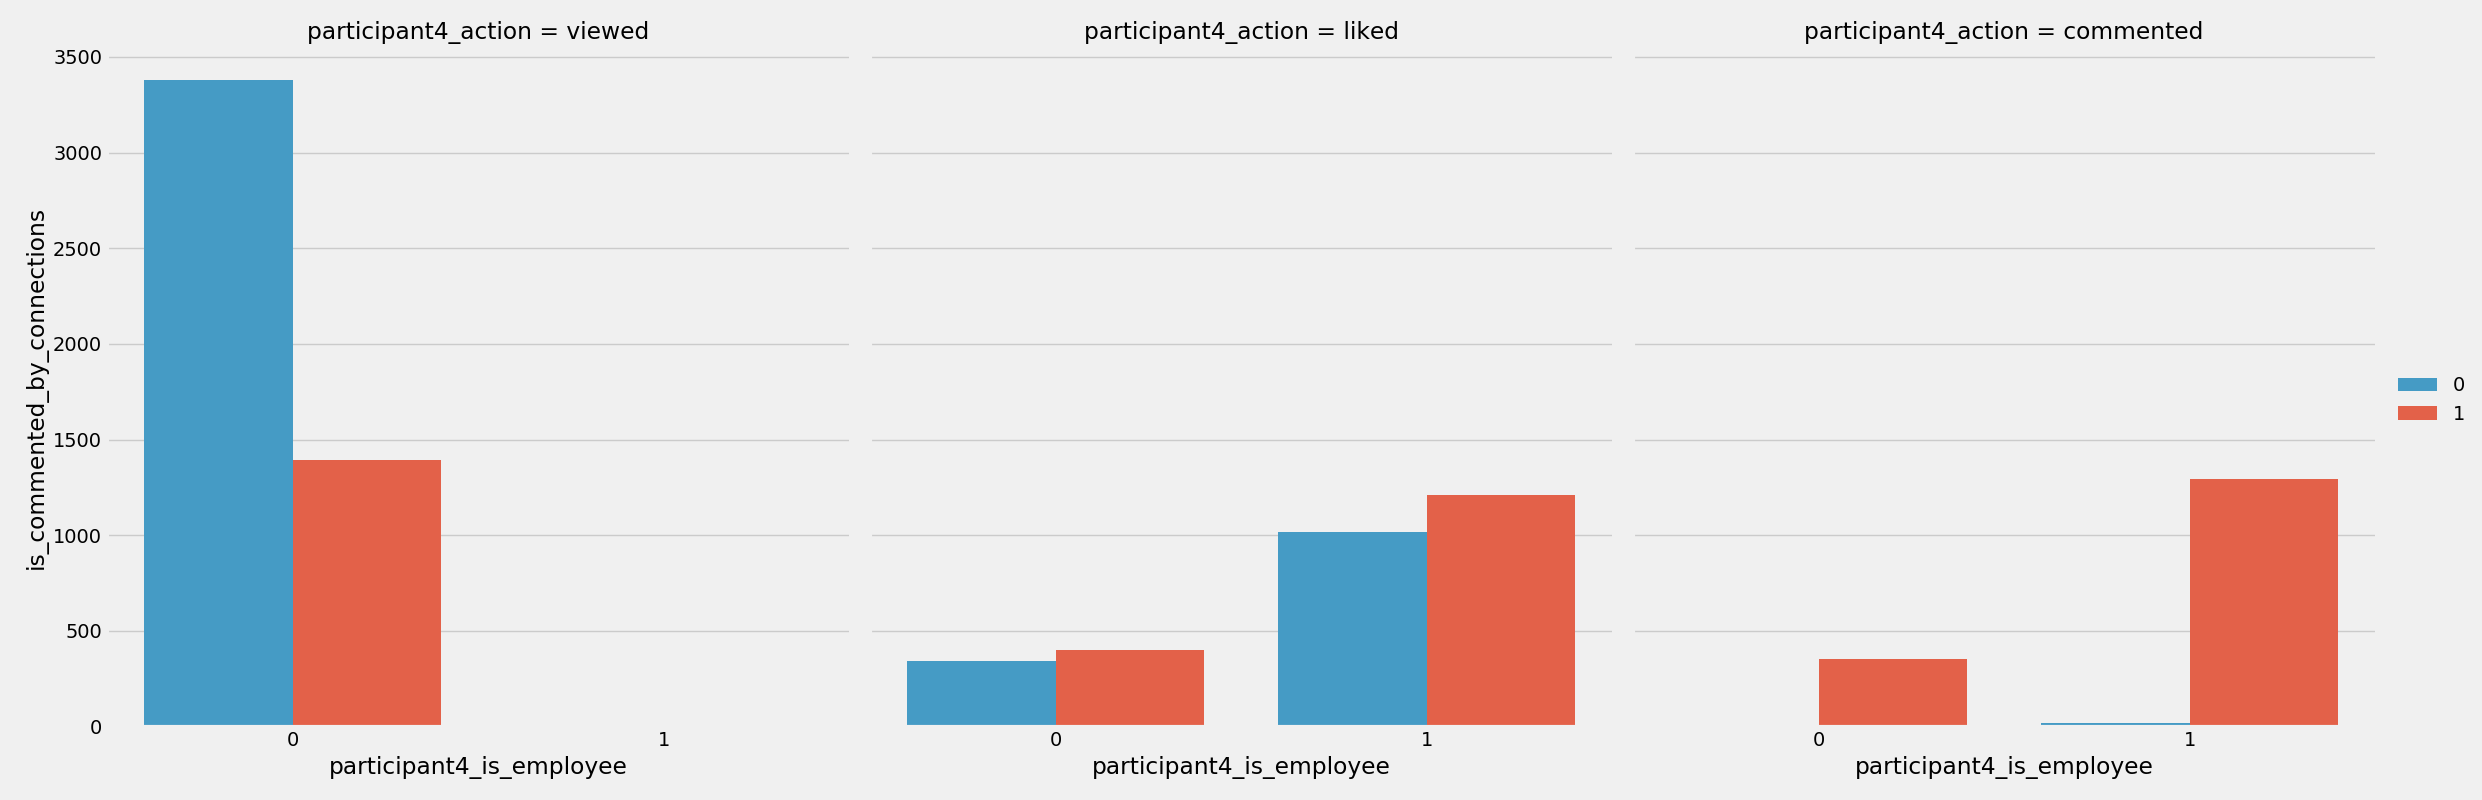 participant4_action = viewed
participant4_action = liked
participant4_action = commented
is_commented_by_connections
3500
3000
2500
2000
1500
1000
500
0
0
1
0
1
0
1
participant4_is_employee
participant4_is_employee
participant4_is_employee
0
1